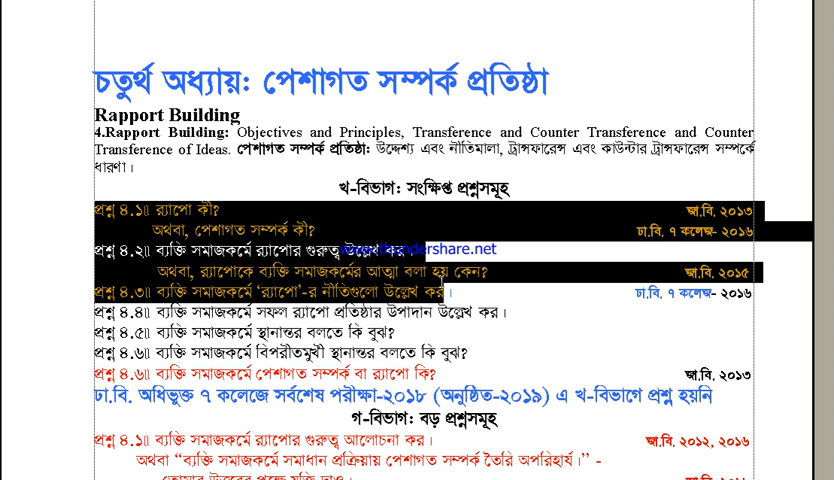 চতুর্থ অধ্যায়: পেশাগত সম্পর্ক প্রতিষ্ঠা
Rapport Building
4.Rapport Building: Objectives and Principles, Transference and Counter Transference and Counter
Transference of Ideas. পেশাগত সম্পর্ক প্রতিষ্ঠা: উদ্দেশ্য এবং নীতিমালা, ট্রান্সফারেন্স এবং কাউন্টার ট্রান্সফারেন্স সম্পর্কে
ধারণা।
খ-বিভাগ: সংক্ষিপ্ত প্রশ্নসমূহ
প্রশ্ন ৪.১॥ র‍্যাপো কী? জা.বি. ২০১৩
অথবা, পেশাগত সম্পর্ক কী? ঢা.বি. ৭ কলেজ- ২০১৬
প্রশ্ন ৪.২॥ ব্যক্তি সমাজকর্মে র‍্যাপোর গুরুত্ব উল্লেখ কর
অথবা, র‍্যাপোকে ব্যক্তি সমাজকর্মের আত্মা বলা হয় কেন? জা.বি. ২০১৫
প্রশ্ন ৪.৩॥ ব্যক্তি সমাজকর্মে ‘র‍্যাপো’-র নীতিগুলো উল্লেখ কর। ঢা.বি. ৭ কলেজ- ২০১৬
প্রশ্ন ৪.৪॥ ব্যক্তি সমাজকর্মে সফল র‍্যাপো প্রতিষ্ঠার উপাদান উল্লেখ কর।
প্রশ্ন ৪.৫॥ ব্যক্তি সমাজকর্মে স্থানান্তর বলতে কি বুঝ?
প্রশ্ন ৪.৬॥ ব্যক্তি সমাজকর্মে বিপরীতমুখী স্থানান্তর বলতে কি বুঝ?
প্রশ্ন ৪.৬॥ ব্যক্তি সমাজকর্মে পেশাগত সম্পর্ক বা র‍্যাপো কি? জা.বি. ২০১৩
ঢা.বি. অধিভুক্ত ৭ কলেজে সর্বশেষ পরীক্ষা-২০১৮ (অনুষ্ঠিত-২০১৯) এ খ-বিভাগে প্রশ্ন হয়নি
গ-বিভাগ: বড় প্রশ্নসমূহ
প্রশ্ন ৪.১॥ ব্যক্তি সমাজকর্মে র‍্যাপোর গুরুত্ব আলোচনা কর। জা.বি. ২০১২, ২০১৬
অথবা “ব্যক্তি সমাজকর্মে সমাধান প্রক্রিয়ায় পেশাগত সম্পর্ক তৈরি অপরিহার্য।” -